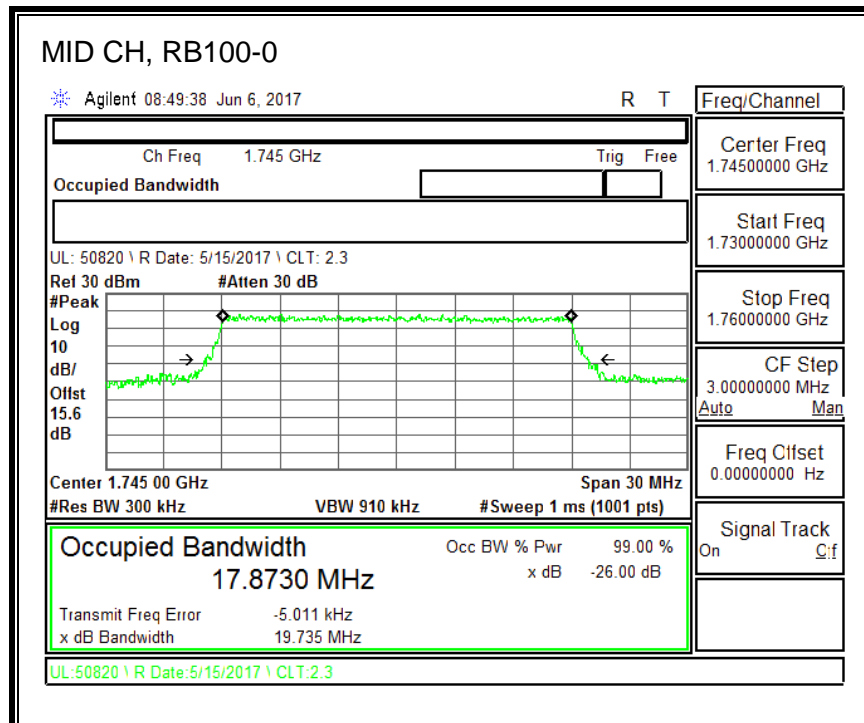 MID CH, RB100-0
Agilent 08:49:38 Jun 6, 2017 R T
Ch Freq 1.745 GHz Trig Free
Occupied Bandwidth
UL: 50820 \ R Date: 5/15/2017 \ CLT: 2.3
Ref 30 dBm #Atten 30 dB
#Peak
Log
10
dB/
Offst
15.6
dB
Center 1.745 00 GHz Span 30 MHz
#Res BW 300 kHz VBW 910 kHz #Sweep 1 ms (1001 pts)
Occupied Bandwidth
17.8730 MHz
Occ BW % Pwr 99.00 %
x dB -26.00 dB
Transmit Freq Error -5.011 kHz
x dB Bandwidth 19.735 MHz
UL:50820 \ R Date:5/15/2017 \ CLT:2.3
Freq/Channel
Center Freq
1.74500000 GHz
Start Freq
1.73000000 GHz
Stop Freq
1.76000000 GHz
CF Step
3.00000000 MHz
Auto Man
Freq Offset
0.00000000 Hz
Signal Track
On Off